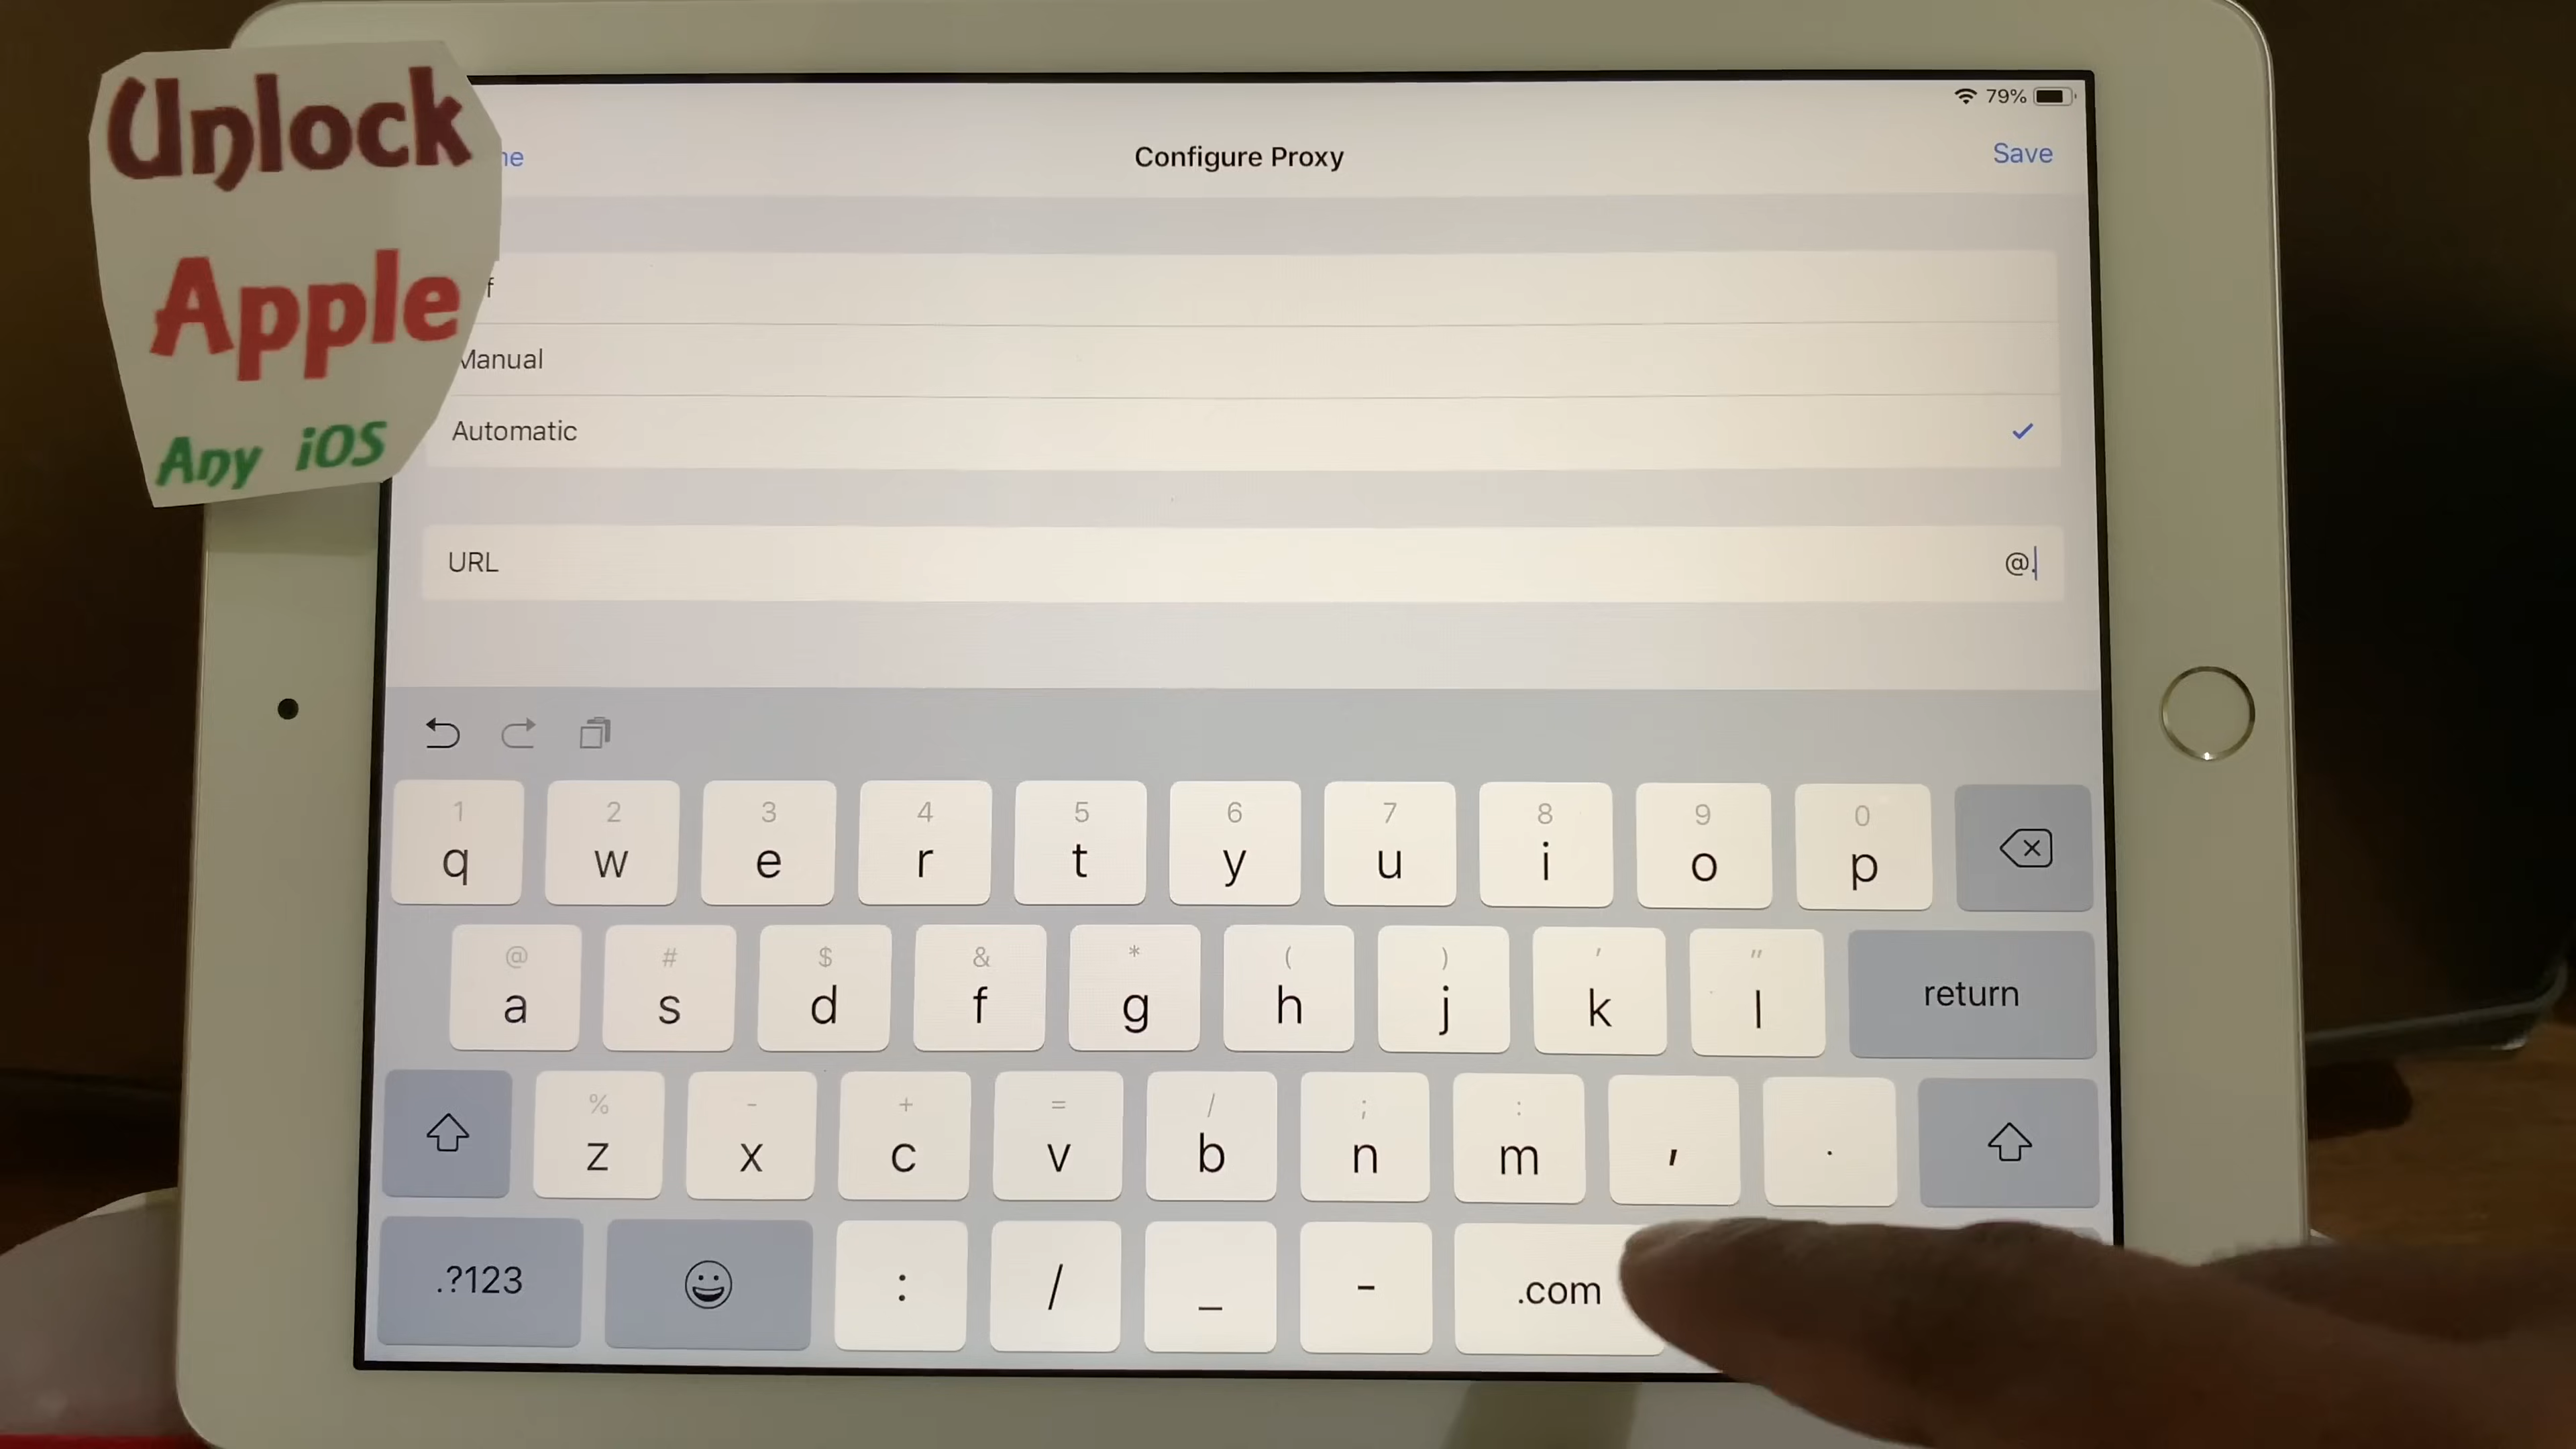 Unlock
Apple
Any iOS
79%
Configure Proxy
Save
Manual
Automatic
URL
@.
1 2 3 4 5 6 7 8 9 0
q w e r t y u i o p
@ # $ & * ( ) ' "
a s d f g h j k l return
% - + = / ; :
z x c v b n m , .
.?123 : / _ - .com